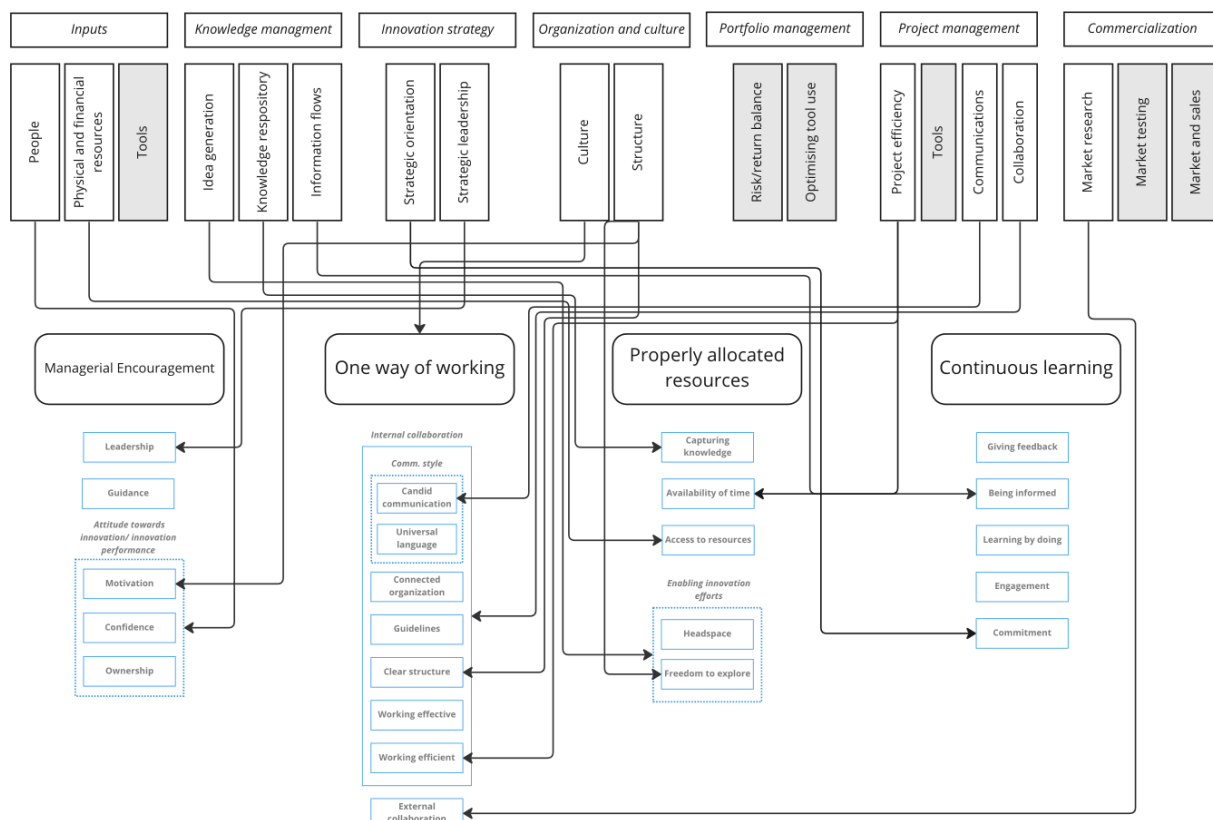 Inputs
Knowledge managment
Innovation strategy
Organization and culture
Portfolio management
Project management
Commercialization
People
Physical and financial
resources
Tools
Idea generation
Knowledge respository
Information flows
Strategic orientation
Strategic leadership
Culture
Structure
Risk/return balance
Optimising tool use
Project efficiency
Tools
Communications
Collaboration
Market research
Market testing
Market and sales
Managerial Encouragement
One way of working
Properly allocated
resources
Continuous learning
Leadership
Guidance
Attitude towards
innovation/ innovation
performance
Motivation
Confidence
Ownership
Internal collaboration
Comm. style
Candid
communication
Universal
language
Connected
organization
Guidelines
Clear structure
Working effective
Working efficient
External
collaboration
Capturing
knowledge
Availability of time
Access to resources
Enabling innovation
efforts
Headspace
Freedom to explore
Giving feedback
Being informed
Learning by doing
Engagement
Commitment